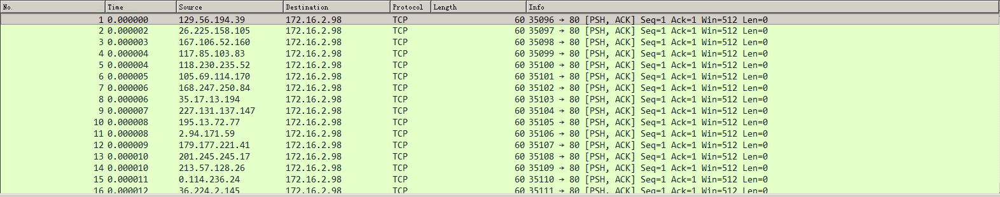 No. Time Source Destination Protocol Length Info
1 0.000000 129.56.194.39 172.16.2.98 TCP 60 35096 → 80 [PSH, ACK] Seq=1 Ack=1 Win=512 Len=0
2 0.000002 26.225.158.105 172.16.2.98 TCP 60 35097 → 80 [PSH, ACK] Seq=1 Ack=1 Win=512 Len=0
3 0.000003 167.106.52.160 172.16.2.98 TCP 60 35098 → 80 [PSH, ACK] Seq=1 Ack=1 Win=512 Len=0
4 0.000004 117.85.103.83 172.16.2.98 TCP 60 35099 → 80 [PSH, ACK] Seq=1 Ack=1 Win=512 Len=0
5 0.000004 118.230.235.52 172.16.2.98 TCP 60 35100 → 80 [PSH, ACK] Seq=1 Ack=1 Win=512 Len=0
6 0.000005 105.69.114.170 172.16.2.98 TCP 60 35101 → 80 [PSH, ACK] Seq=1 Ack=1 Win=512 Len=0
7 0.000006 168.247.250.84 172.16.2.98 TCP 60 35102 → 80 [PSH, ACK] Seq=1 Ack=1 Win=512 Len=0
8 0.000006 35.17.13.194 172.16.2.98 TCP 60 35103 → 80 [PSH, ACK] Seq=1 Ack=1 Win=512 Len=0
9 0.000007 227.131.137.147 172.16.2.98 TCP 60 35104 → 80 [PSH, ACK] Seq=1 Ack=1 Win=512 Len=0
10 0.000008 195.13.72.77 172.16.2.98 TCP 60 35105 → 80 [PSH, ACK] Seq=1 Ack=1 Win=512 Len=0
11 0.000008 2.94.171.59 172.16.2.98 TCP 60 35106 → 80 [PSH, ACK] Seq=1 Ack=1 Win=512 Len=0
12 0.000009 179.177.221.41 172.16.2.98 TCP 60 35107 → 80 [PSH, ACK] Seq=1 Ack=1 Win=512 Len=0
13 0.000010 201.245.245.17 172.16.2.98 TCP 60 35108 → 80 [PSH, ACK] Seq=1 Ack=1 Win=512 Len=0
14 0.000010 213.57.128.26 172.16.2.98 TCP 60 35109 → 80 [PSH, ACK] Seq=1 Ack=1 Win=512 Len=0
15 0.000011 0.114.236.24 172.16.2.98 TCP 60 35110 → 80 [PSH, ACK] Seq=1 Ack=1 Win=512 Len=0
16 0.000012 36.224.2.145 172.16.2.98 TCP 60 35111 → 80 [PSH, ACK] Seq=1 Ack=1 Win=512 Len=0